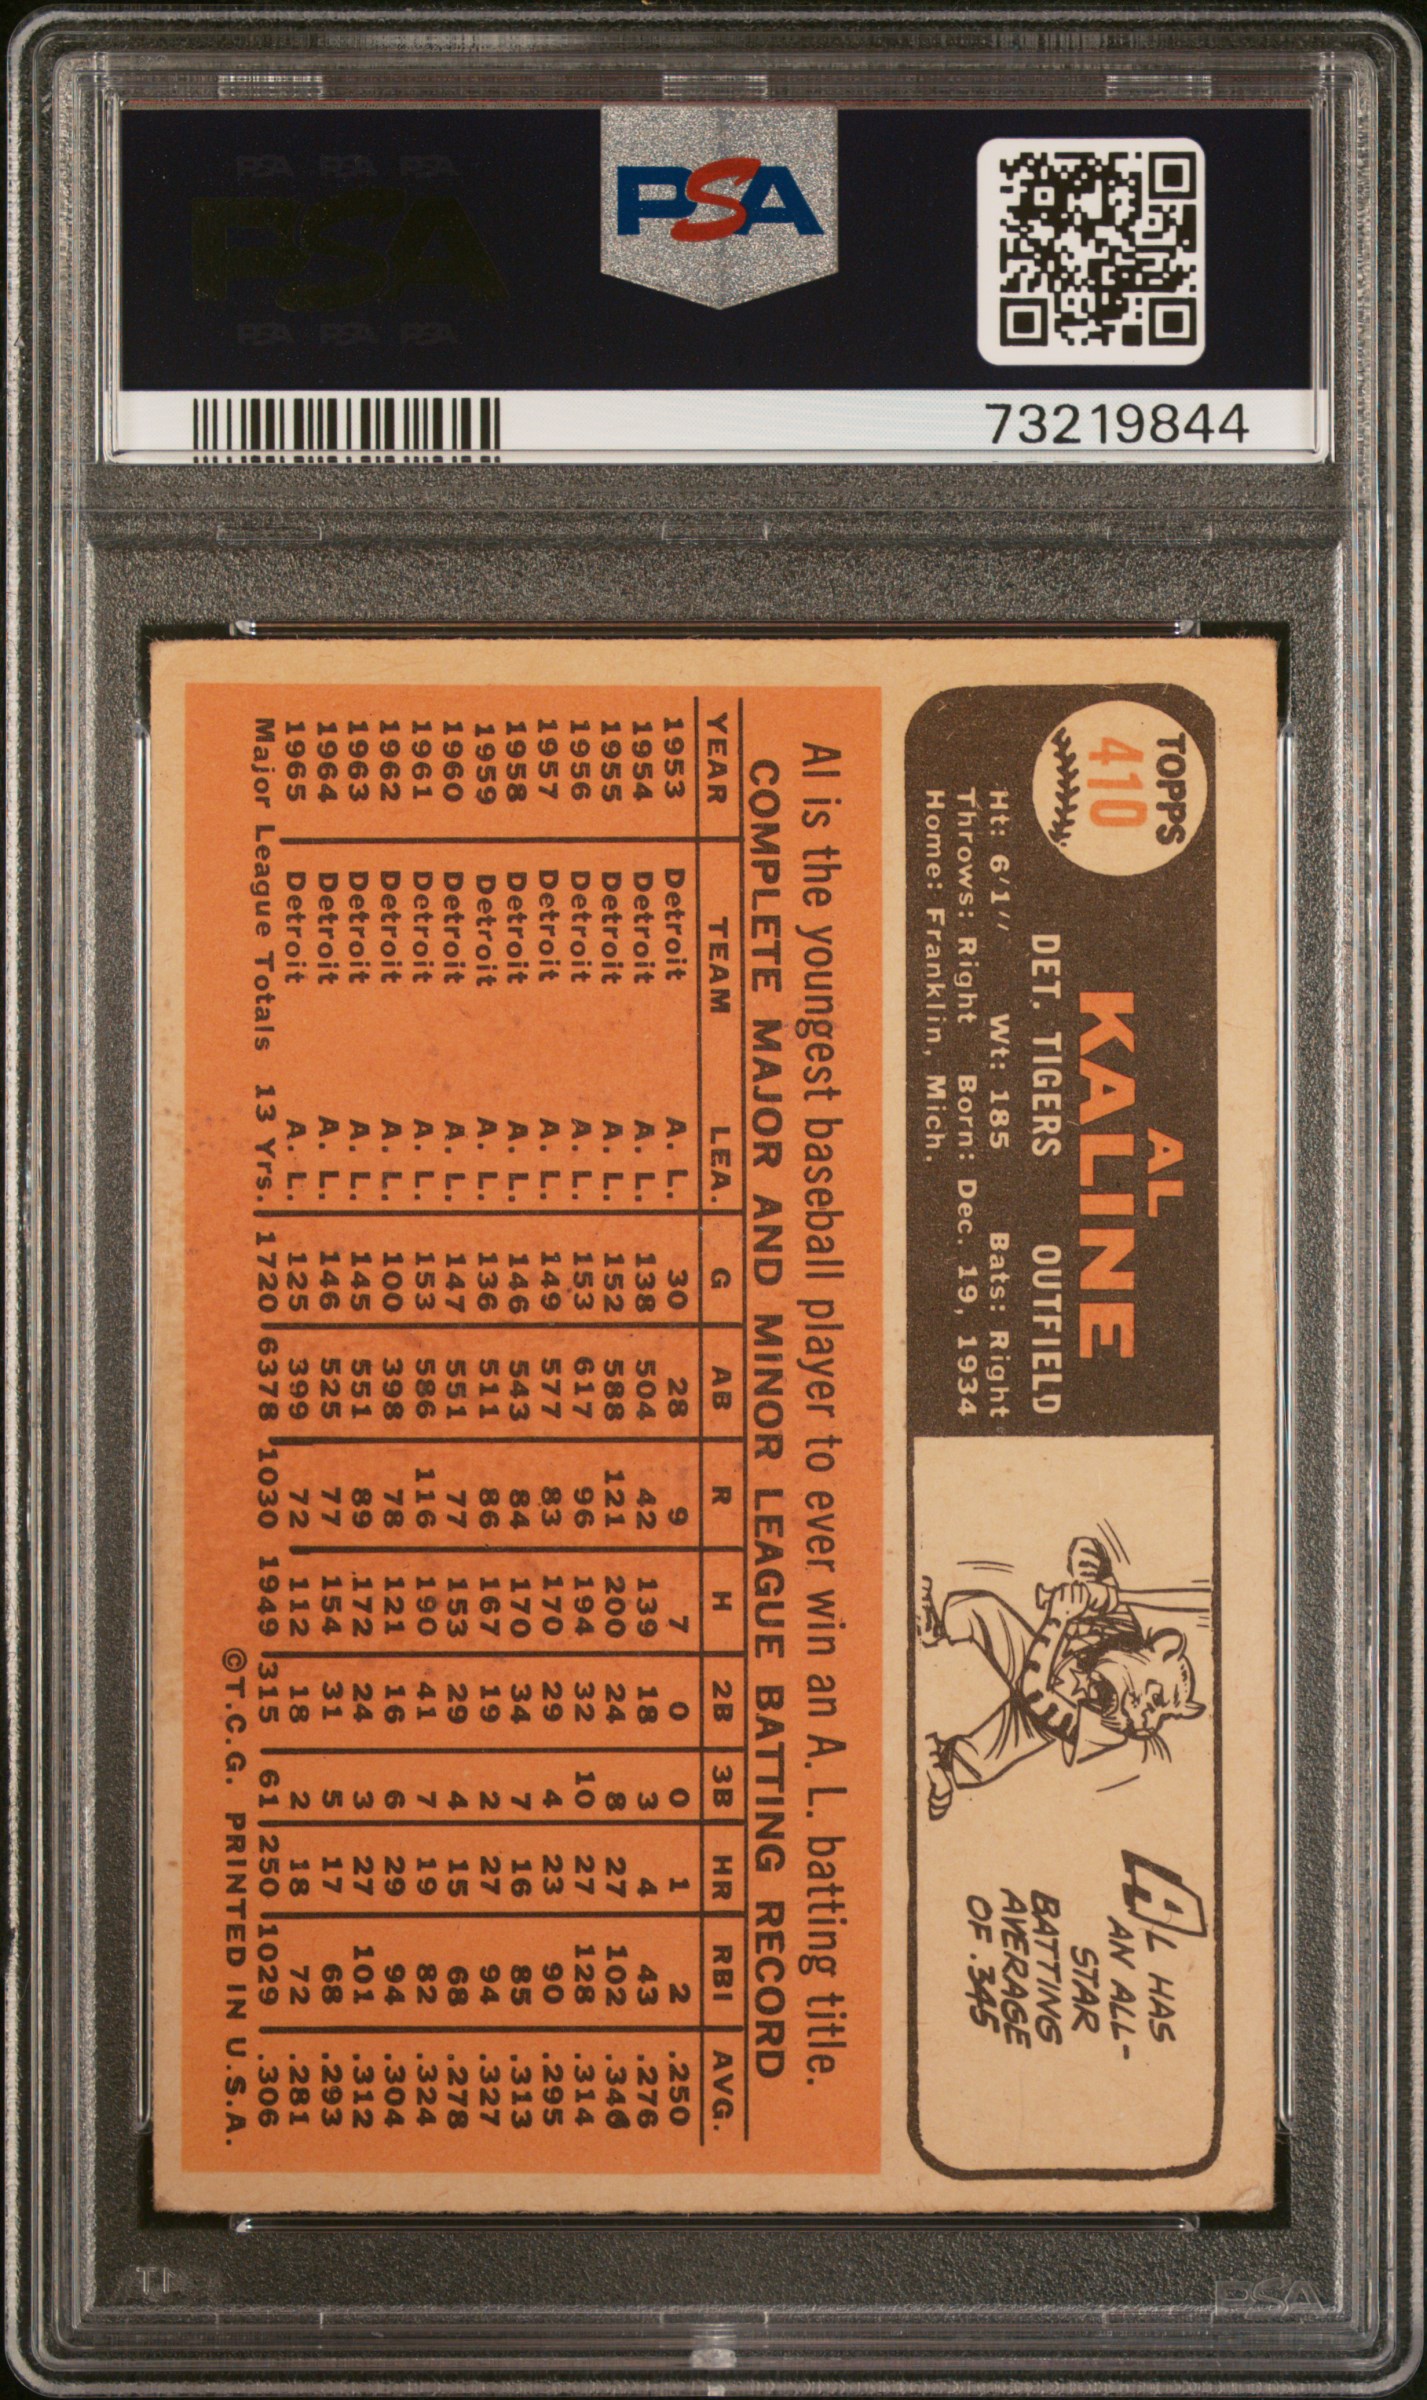 PSA PSA PSA
PSA
PSA PSA PSA
PSA
73219844
TOPPS
410
AL
KALINE
DET. TIGERS OUTFIELD
Ht: 6'1" Wt: 185 Bats: Right
Throws: Right Born: Dec. 19, 1934
Home: Franklin, Mich.
AL HAS
AN ALL-
STAR
BATTING
AVERAGE
OF .345
Al is the youngest baseball player to ever win an A. L. batting title.
COMPLETE MAJOR AND MINOR LEAGUE BATTING RECORD
YEAR TEAM LEA. G AB R H 2B 3B HR RBI AVG.
1953 Detroit A. L. 30 28 9 7 0 0 1 2 .250
1954 Detroit A. L. 138 504 42 139 18 3 4 43 .276
1955 Detroit A. L. 152 588 121 200 24 8 27 102 .346
1956 Detroit A. L. 153 617 96 194 32 10 27 128 .314
1957 Detroit A. L. 149 577 83 170 29 4 23 90 .295
1958 Detroit A. L. 146 543 84 170 34 7 16 85 .313
1959 Detroit A. L. 136 511 86 167 19 2 27 94 .327
1960 Detroit A. L. 147 551 77 153 29 4 15 68 .278
1961 Detroit A. L. 153 586 116 190 41 7 19 82 .324
1962 Detroit A. L. 100 398 78 121 16 6 29 94 .304
1963 Detroit A. L. 145 551 89 172 24 3 27 101 .312
1964 Detroit A. L. 146 525 77 154 31 5 17 68 .293
1965 Detroit A. L. 125 399 72 112 18 2 18 72 .281
Major League Totals 13 Yrs. 1720 6378 1030 1949 315 61 250 1029 .306
©T.C.G. PRINTED IN U.S.A.
PSA